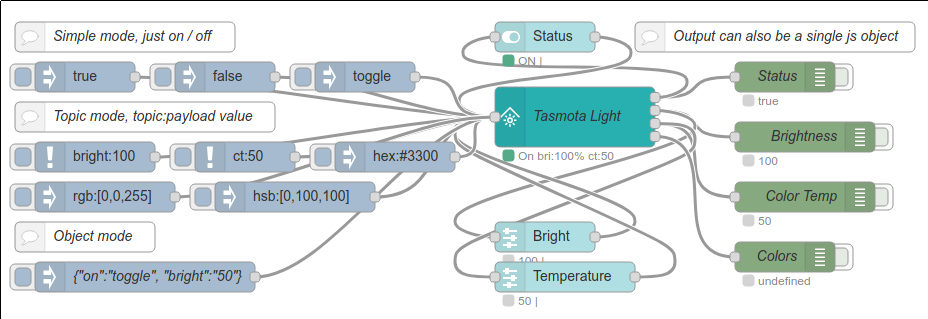 Simple mode, just on / off
Status
Output can also be a single js object
ON |
true
false
toggle
Status
true
Topic mode, topic:payload value
Tasmota Light
Brightness
100
bright:100
ct:50
hex:#3300
On bri:100% ct:50
rgb:[0,0,255]
hsb:[0,100,100]
Color Temp
50
Object mode
Bright
100 |
Colors
undefined
{"on":"toggle", "bright":"50"}
Temperature
50 |